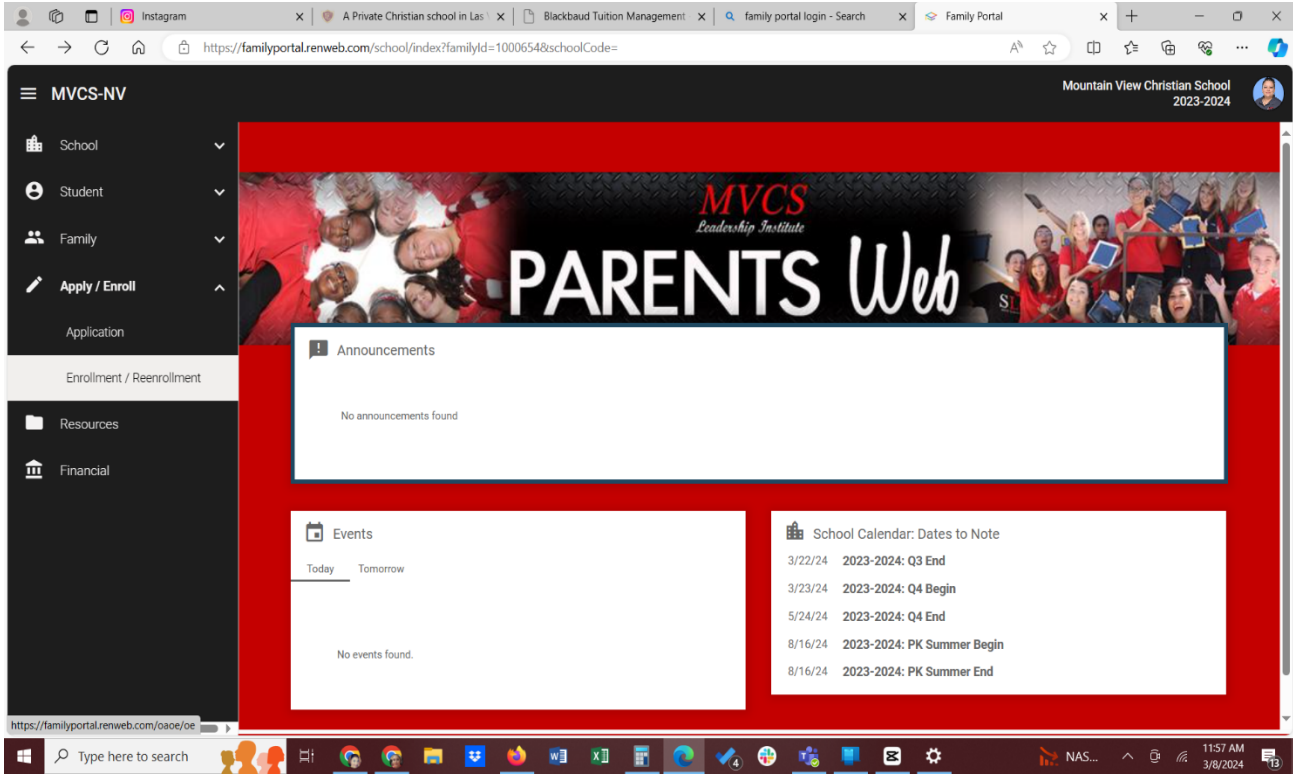 Instagram
A Private Christian school in Las V
Blackbaud Tuition Management
family portal login - Search
Family Portal
https://familyportal.renweb.com/school/index?familyId=1000654&schoolCode=
MVCS-NV
Mountain View Christian School
2023-2024
School
Student
Family
Apply / Enroll
Application
Enrollment / Reenrollment
Resources
Financial
MVCS
Leadership Institute
PARENTS Web
Announcements
No announcements found
Events
Today Tomorrow
No events found.
School Calendar: Dates to Note
3/22/24 2023-2024: Q3 End
3/23/24 2023-2024: Q4 Begin
5/24/24 2023-2024: Q4 End
8/16/24 2023-2024: PK Summer Begin
8/16/24 2023-2024: PK Summer End
https://familyportal.renweb.com/oaoe/oe
Type here to search
4
NAS...
11:57 AM
3/8/2024
13